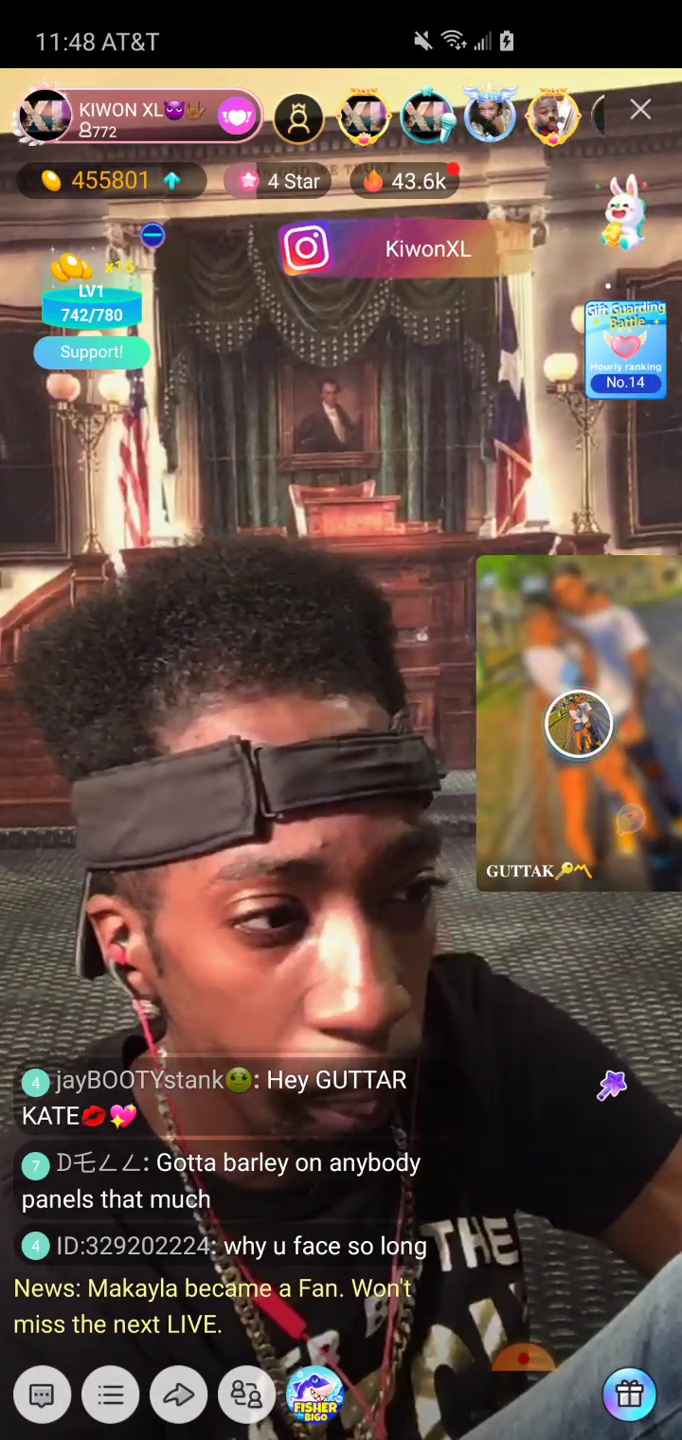 11:48 AT&T
KIWON XL😈🤟🏾
772
455801
4 Star
43.6k
KiwonXL
x15
LV1
742/780
Support!
Gift Guarding
Battle
Hourly ranking
No.14
GUTTAK🔑〽️
4 jayBOOTYstank🤢: Hey GUTTAR
KATE💋💖
7 D乇ㄥㄥ: Gotta barley on anybody
panels that much
4 ID:329202224: why u face so long
News: Makayla became a Fan. Won't
miss the next LIVE.
THE
FISHER
BIGO